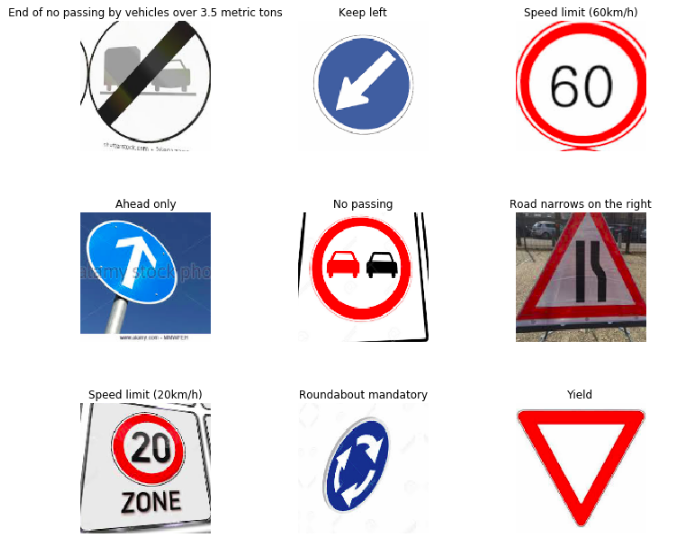 End of no passing by vehicles over 3.5 metric tons
Keep left
Speed limit (60km/h)
60
Ahead only
No passing
Road narrows on the right
alamy stock pho
www.alamy.com - MMWFEH
Speed limit (20km/h)
Roundabout mandatory
Yield
20
ZONE